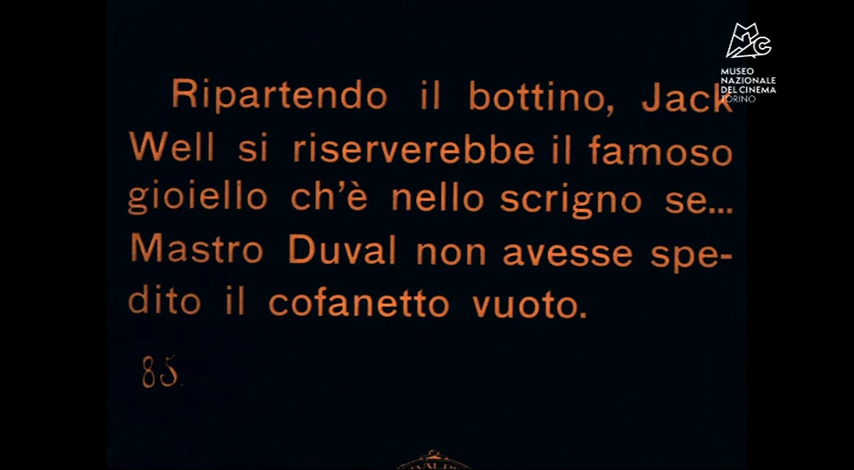 Ripartendo il bottino, Jack
Well si riserverebbe il famoso
gioiello ch'è nello scrigno se...
Mastro Duval non avesse spe-
dito il cofanetto vuoto.
85.
MUSEO
NAZIONALE
DEL CINEMA
TORINO